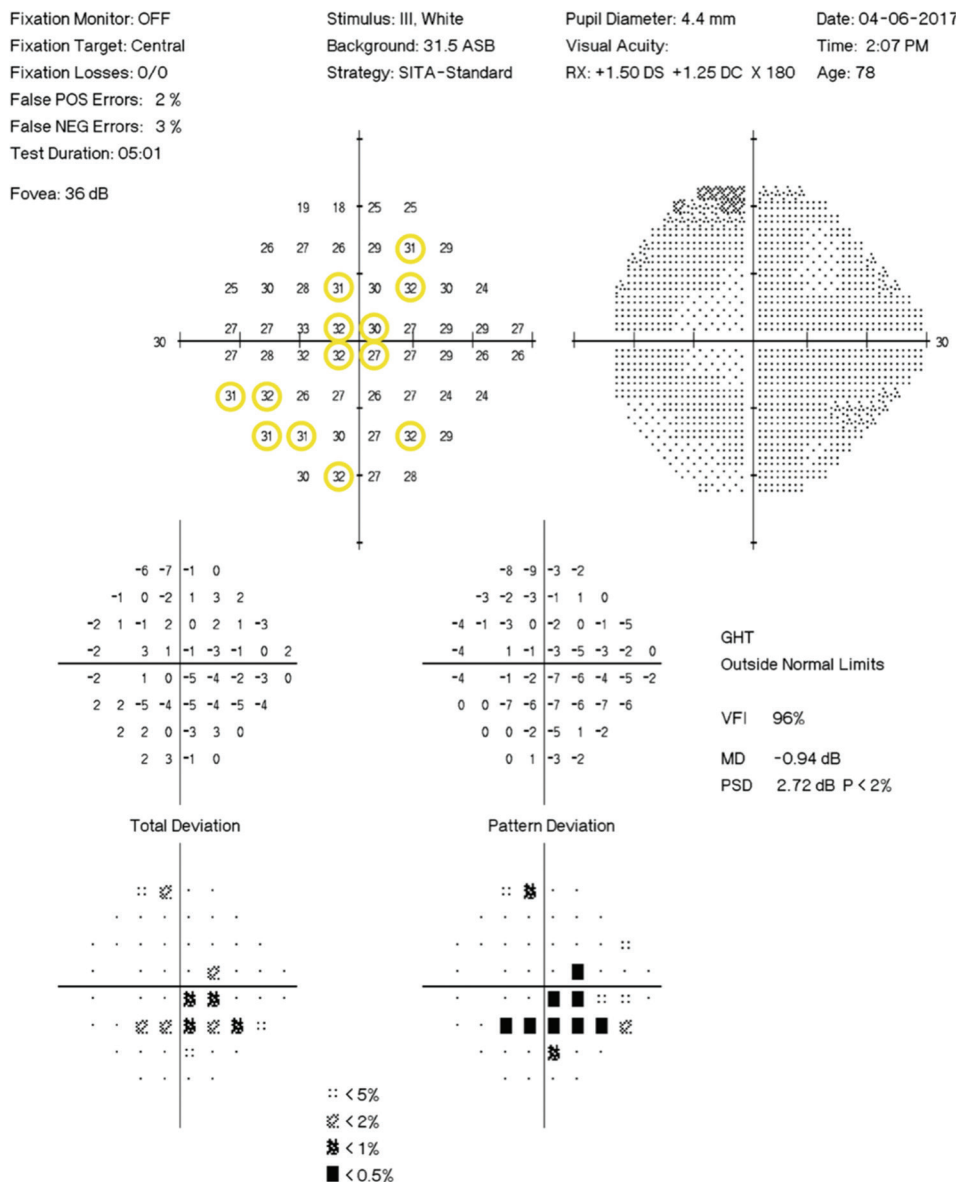 Fixation Monitor: OFF Stimulus: III, White Pupil Diameter: 4.4 mm Date: 04-06-2017
Fixation Target: Central Background: 31.5 ASB Visual Acuity: Time: 2:07 PM
Fixation Losses: 0/0 Strategy: SITA-Standard RX: +1.50 DS +1.25 DC X 180 Age: 78
False POS Errors: 2 %
False NEG Errors: 3 %
Test Duration: 05:01
Fovea: 36 dB
19 18 25 25
26 27 26 29 31 29
25 30 28 31 30 32 30 24
27 27 33 32 30 27 29 29 27
30 30
27 28 32 32 27 27 29 26 26
31 32 26 27 26 27 24 24
31 31 30 27 32 29
30 32 27 28
-6 -7 -1 0 -8 -9 -3 -2
-1 0 -2 1 3 2 -3 -2 -3 -1 1 0
-2 1 -1 2 0 2 1 -3 -4 -1 -3 0 -2 0 -1 -5
-2 3 1 -1 -3 -1 0 2 -4 1 -1 -3 -5 -3 -2 0
-2 1 0 -5 -4 -2 -3 0 -4 -1 -2 -7 -6 -4 -5 -2
2 2 -5 -4 -5 -4 -5 -4 0 0 -7 -6 -7 -6 -7 -6
2 2 0 -3 3 0 0 0 -2 -5 1 -2
2 3 -1 0 0 1 -3 -2
GHT
Outside Normal Limits
VFI 96%
MD -0.94 dB
PSD 2.72 dB P < 2%
Total Deviation Pattern Deviation
< 5%
< 2%
< 1%
< 0.5%